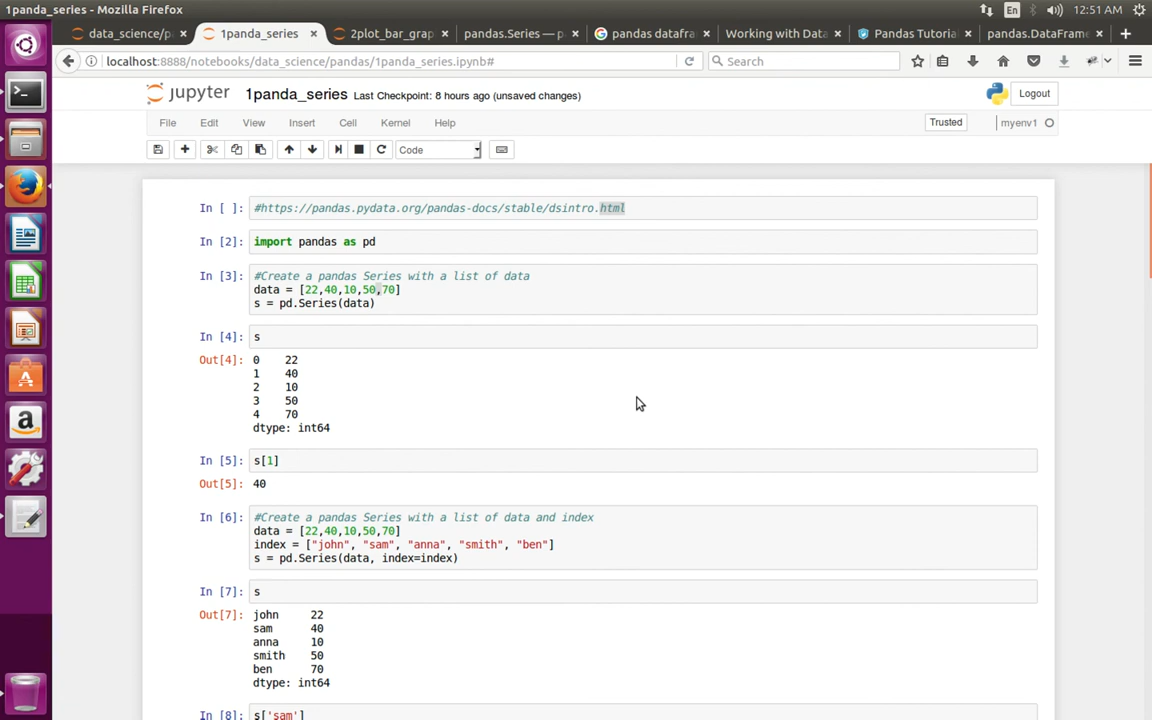 1panda_series - Mozilla Firefox
En
12:51 AM
data_science/p
1panda_series
2plot_bar_grap
pandas.Series — p
pandas datafra
Working with Data
Pandas Tutoria
pandas.DataFrame
localhost:8888/notebooks/data_science/pandas/1panda_series.ipynb#
Search
jupyter
1panda_series
Last Checkpoint: 8 hours ago (unsaved changes)
Logout
File
Edit
View
Insert
Cell
Kernel
Help
Trusted
myenv1
Code
In [ ]: #https://pandas.pydata.org/pandas-docs/stable/dsintro.html
In [2]: import pandas as pd
In [3]: #Create a pandas Series with a list of data
data = [22,40,10,50,70]
s = pd.Series(data)
In [4]: s
Out[4]: 0 22
1 40
2 10
3 50
4 70
dtype: int64
In [5]: s[1]
Out[5]: 40
In [6]: #Create a pandas Series with a list of data and index
data = [22,40,10,50,70]
index = ["john", "sam", "anna", "smith", "ben"]
s = pd.Series(data, index=index)
In [7]: s
Out[7]: john 22
sam 40
anna 10
smith 50
ben 70
dtype: int64
In [8]: s['sam']